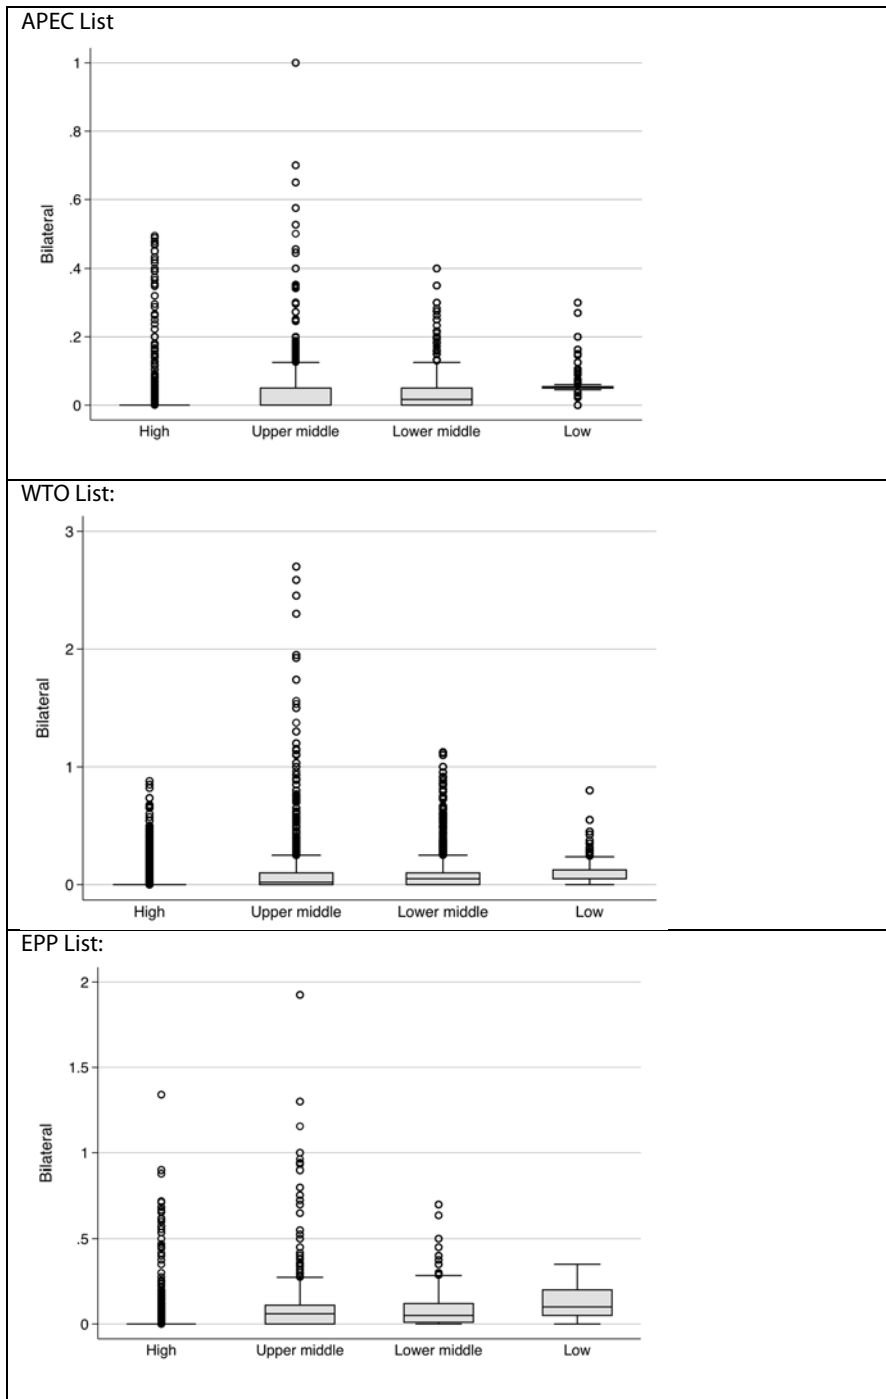 APEC List
1
.8
.6
.4
.2
0
Bilateral
High Upper middle Lower middle Low
WTO List:
3
2
1
0
Bilateral
High Upper middle Lower middle Low
EPP List:
2
1.5
1
.5
0
Bilateral
High Upper middle Lower middle Low